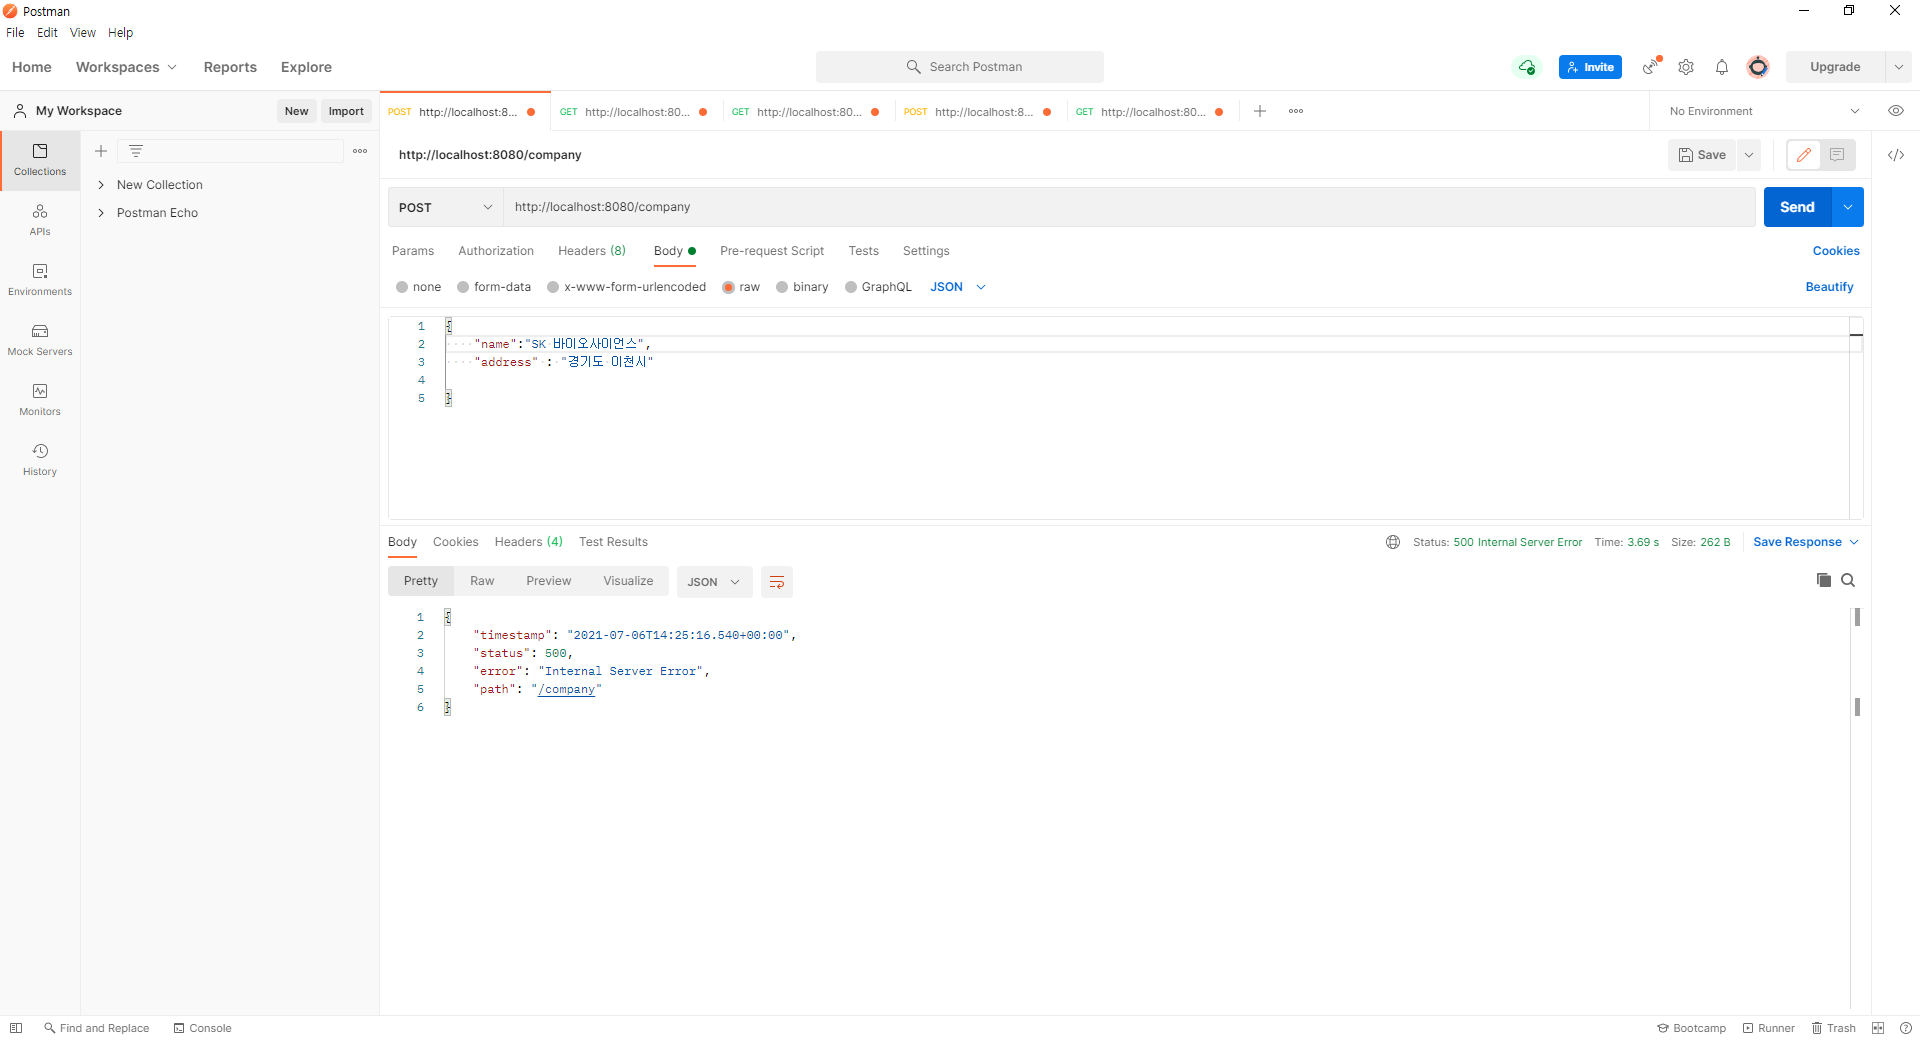 Postman
File Edit View Help
Home Workspaces Reports Explore Search Postman Invite Upgrade
My Workspace New Import
POST http://localhost:8... GET http://localhost:80... GET http://localhost:80... POST http://localhost:8... GET http://localhost:80... No Environment
http://localhost:8080/company Save
Collections
New Collection
Postman Echo
APIs
Environments
Mock Servers
Monitors
History
POST http://localhost:8080/company Send
Params Authorization Headers (8) Body Pre-request Script Tests Settings Cookies
none form-data x-www-form-urlencoded raw binary GraphQL JSON Beautify
1 {
2 "name":"SK 바이오사이언스",
3 "address" : "경기도 이천시"
4
5 }
Body Cookies Headers (4) Test Results Status: 500 Internal Server Error Time: 3.69 s Size: 262 B Save Response
Pretty Raw Preview Visualize JSON
1 {
2 "timestamp": "2021-07-06T14:25:16.540+00:00",
3 "status": 500,
4 "error": "Internal Server Error",
5 "path": "/company"
6 }
Find and Replace Console Bootcamp Runner Trash